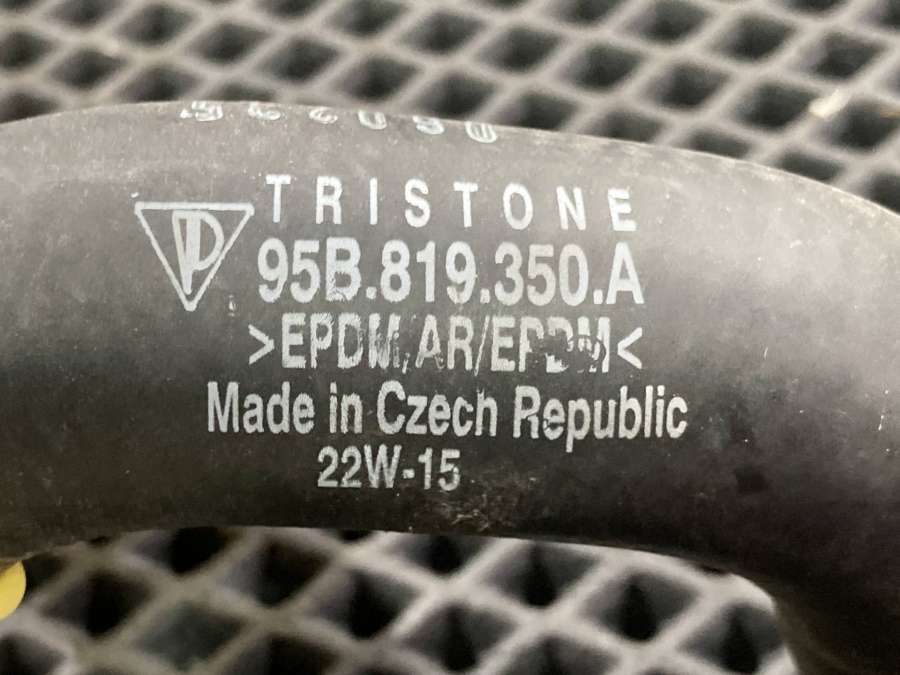 TRISTONE
95B.819.350.A
>EPDM/AR/EPDM<
Made in Czech Republic
22W-15